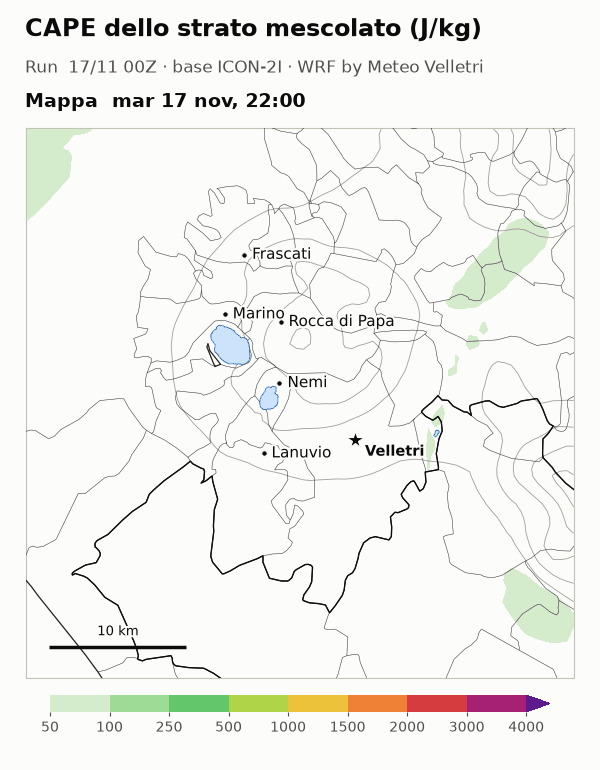 CAPE dello strato mescolato (J/kg)
Run  17/11 00Z · base ICON-2I · WRF by Meteo Velletri
Mappa  mar 17 nov, 22:00
Frascati
Marino
Rocca di Papa
Nemi
Velletri
Lanuvio
10 km
50 100 250 500 1000 1500 2000 3000 4000